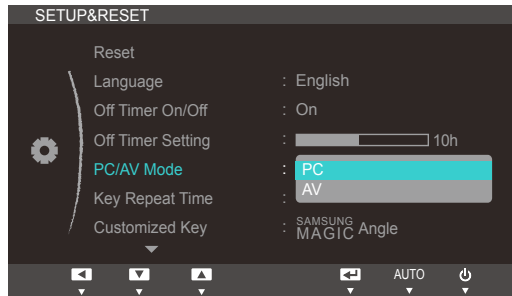 SETUP&RESET
Reset
Language : English
Off Timer On/Off : On
Off Timer Setting : 10h
PC/AV Mode : PC
AV
Key Repeat Time :
Customized Key : SAMSUNG MAGIC Angle
AUTO